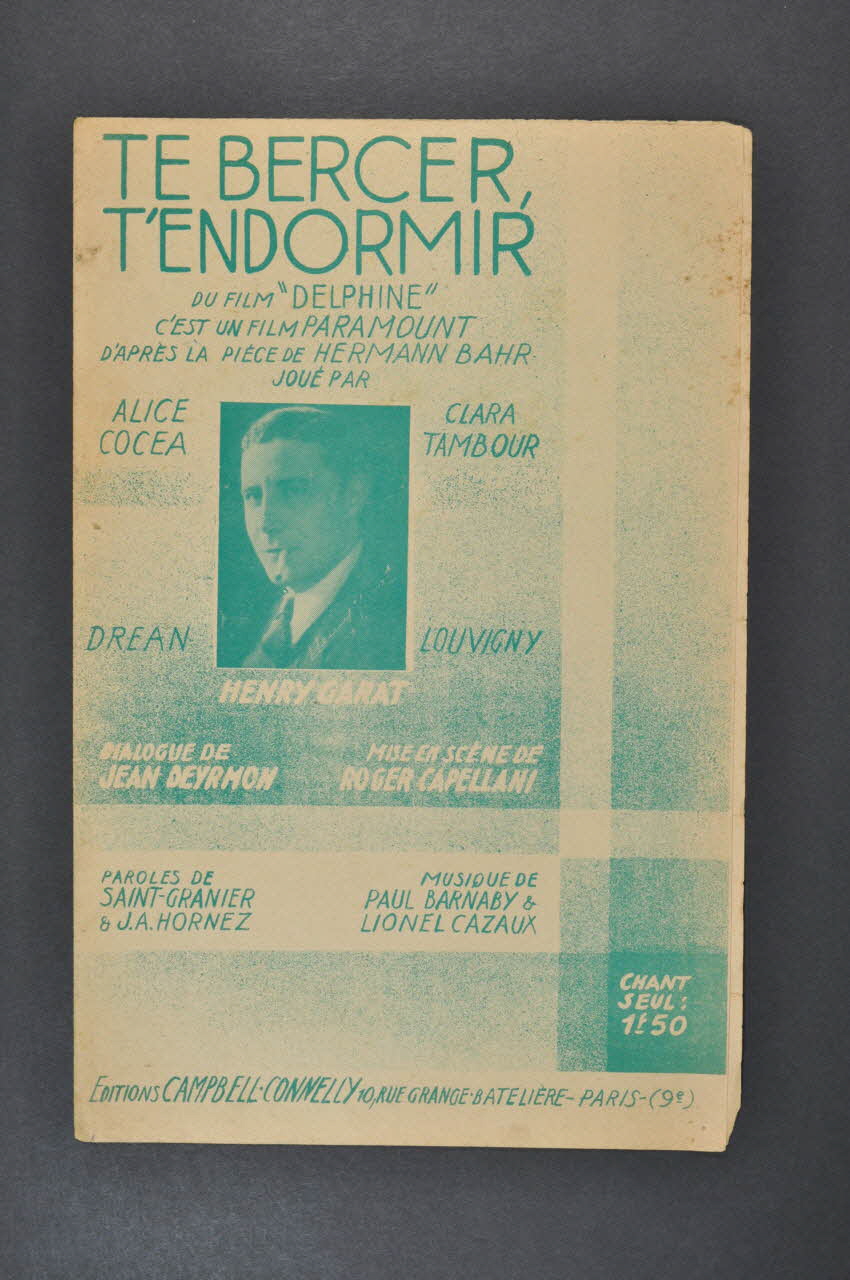 TE BERCER,
T'ENDORMIR
DU FILM "DELPHINE"
C'EST UN FILM PARAMOUNT
D'APRÈS LA PIÉCE DE HERMANN BAHR
JOUÉ PAR
ALICE
COCEA
CLARA
TAMBOUR
DREAN
LOUVIGNY
HENRY GARAT
DIALOGUE DE
JEAN DEYRMON
MISE EN SCÈNE DE
ROGER CAPELLANI
PAROLES DE
SAINT-GRANIER
& J.A. HORNEZ
MUSIQUE DE
PAUL BARNABY &
LIONEL CAZAUX
CHANT
SEUL:
1F50
EDITIONS CAMPBELL-CONNELLY 10, RUE GRANGE-BATELIÈRE - PARIS - (9e)